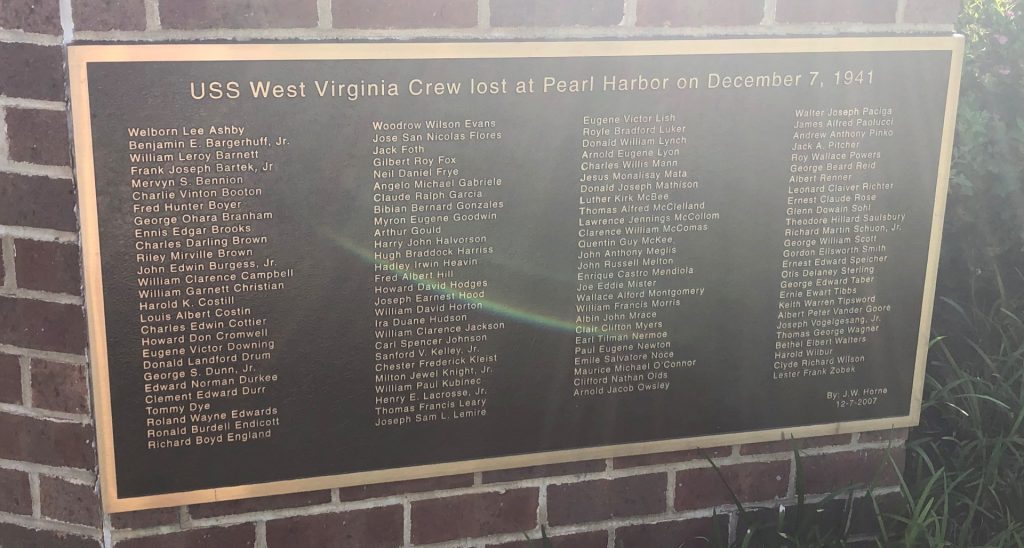 USS West Virginia Crew lost at Pearl Harbor on December 7, 1941
Welborn Lee Ashby
Benjamin E. Bargerhuff, Jr.
William Leroy Barnett
Frank Joseph Bartek, Jr
Mervyn S. Bennion
Charlie Vinton Booton
Fred Hunter Boyer
George Ohara Branham
Ennis Edgar Brooks
Charles Darling Brown
Riley Mirville Brown
John Edwin Burgess, Jr.
William Clarence Campbell
William Garnett Christian
Harold K. Costill
Louis Albert Costin
Charles Edwin Cottier
Howard Don Cromwell
Eugene Victor Downing
Donald Landford Drum
George S. Dunn, Jr.
Edward Norman Durkee
Clement Edward Durr
Tommy Dye
Roland Wayne Edwards
Ronald Burdell Endicott
Richard Boyd England
Woodrow Wilson Evans
Jose San Nicolas Flores
Jack Foth
Gilbert Roy Fox
Neil Daniel Frye
Angelo Michael Gabriele
Claude Ralph Garcia
Bibian Bernard Gonzales
Myron Eugene Goodwin
Arthur Gould
Harry John Halvorson
Hugh Braddock Harriss
Hadley Irwin Heavin
Fred Albert Hill
Howard David Hodges
Joseph Earnest Hood
William David Horton
Ira Duane Hudson
William Clarence Jackson
Carl Spencer Johnson
Sanford V. Kelley, Jr.
Chester Frederick Kleist
Milton Jewel Knight, Jr.
William Paul Kubinec
Henry E. Lacrosse, Jr.
Thomas Francis Leary
Joseph Sam L. Lemire
Eugene Victor Lish
Royle Bradford Luker
Donald William Lynch
Arnold Eugene Lyon
Charles Willis Mann
Jesus Monalisay Mata
Donald Joseph Mathison
Luther Kirk McBee
Thomas Alfred McClelland
Lawrence Jennings McCollom
Clarence William McComas
Quentin Guy McKee
John Anthony Meglis
John Russell Melton
Enrique Castro Mendiola
Joe Eddie Mister
Wallace Alford Montgomery
William Francis Morris
Albin John Mrace
Clair Clifton Myers
Earl Tilman Nermoe
Paul Eugene Newton
Emile Salvatore Noce
Maurice Michael O'Connor
Clifford Nathan Olds
Arnold Jacob Owsley
Walter Joseph Paciga
James Alfred Paolucci
Andrew Anthony Pinko
Jack A. Pitcher
Roy Wallace Powers
George Beard Reid
Albert Renner
Leonard Claiver Richter
Ernest Claude Rose
Glenn Dowain Sohl
Theodore Hillard Saulsbury
Richard Martin Schuon, Jr.
George William Scott
Gordon Ellsworth Smith
Ernest Edward Speicher
Otis Delaney Sterling
George Edward Taber
Ernie Ewart Tibbs
Keith Warren Tipsword
Albert Peter Vander Goore
Joseph Vogelgesang, Jr.
Thomas George Wagner
Bethel Elbert Walters
Harold Wilbur
Clyde Richard Wilson
Lester Frank Zobek
By: J.W. Horne
12-7-2007